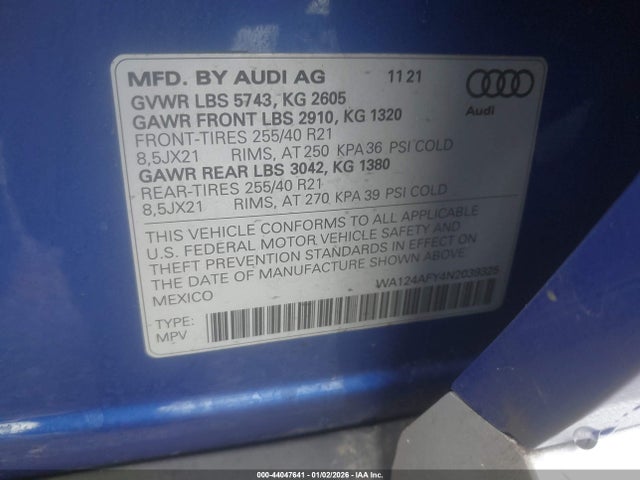 MFD. BY AUDI AG 11 21
GVWR LBS 5743, KG 2605
GAWR FRONT LBS 2910, KG 1320
FRONT-TIRES 255/40 R21
8,5JX21 RIMS, AT 250 KPA 36 PSI COLD
GAWR REAR LBS 3042, KG 1380
REAR-TIRES 255/40 R21
8,5JX21 RIMS, AT 270 KPA 39 PSI COLD
Audi
THIS VEHICLE CONFORMS TO ALL APPLICABLE
U.S. FEDERAL MOTOR VEHICLE SAFETY AND
THEFT PREVENTION STANDARDS IN EFFECT ON
THE DATE OF MANUFACTURE SHOWN ABOVE.
MEXICO
WA124AFY4N2039325
TYPE:
MPV
000-44047641 - 01/02/2026 - IAA Inc.